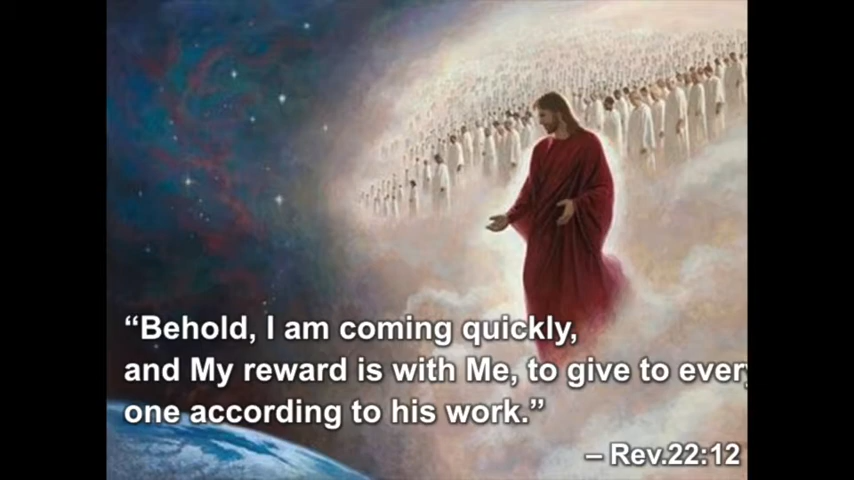 “Behold, I am coming quickly,
and My reward is with Me, to give to every
one according to his work.”
– Rev.22:12